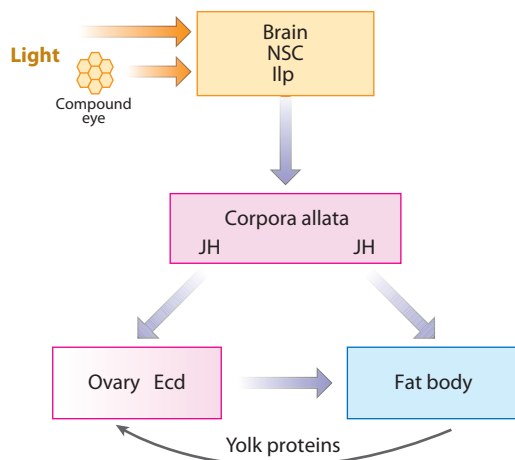 Light
Compound
eye
Brain
NSC
Ilp
Corpora allata
JH JH
Ovary Ecd
Fat body
Yolk proteins